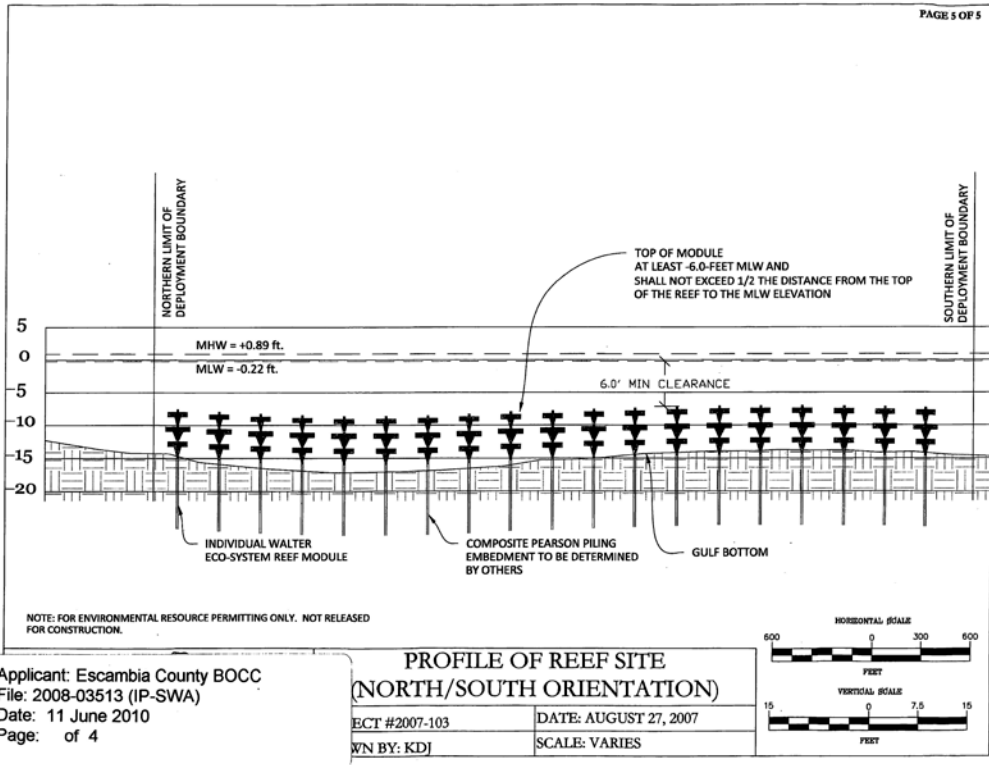 PAGE 5 OF 5
NORTHERN LIMIT OF
DEPLOYMENT BOUNDARY
SOUTHERN LIMIT OF
DEPLOYMENT BOUNDARY
TOP OF MODULE
AT LEAST -6.0-FEET MLW AND
SHALL NOT EXCEED 1/2 THE DISTANCE FROM THE TOP
OF THE REEF TO THE MLW ELEVATION
5
0
-5
-10
-15
-20
MHW = +0.89 ft.
MLW = -0.22 ft.
6.0' MIN CLEARANCE
INDIVIDUAL WALTER
ECO-SYSTEM REEF MODULE
COMPOSITE PEARSON PILING
EMBEDMENT TO BE DETERMINED
BY OTHERS
GULF BOTTOM
NOTE: FOR ENVIRONMENTAL RESOURCE PERMITTING ONLY. NOT RELEASED
FOR CONSTRUCTION.
Applicant: Escambia County BOCC
File: 2008-03513 (IP-SWA)
Date: 11 June 2010
Page: of 4
PROFILE OF REEF SITE
(NORTH/SOUTH ORIENTATION)
ECT #2007-103
DATE: AUGUST 27, 2007
WN BY: KDJ
SCALE: VARIES
HORIZONTAL SCALE
600 0 300 600
FEET
VERTICAL SCALE
15 0 7.5 15
FEET